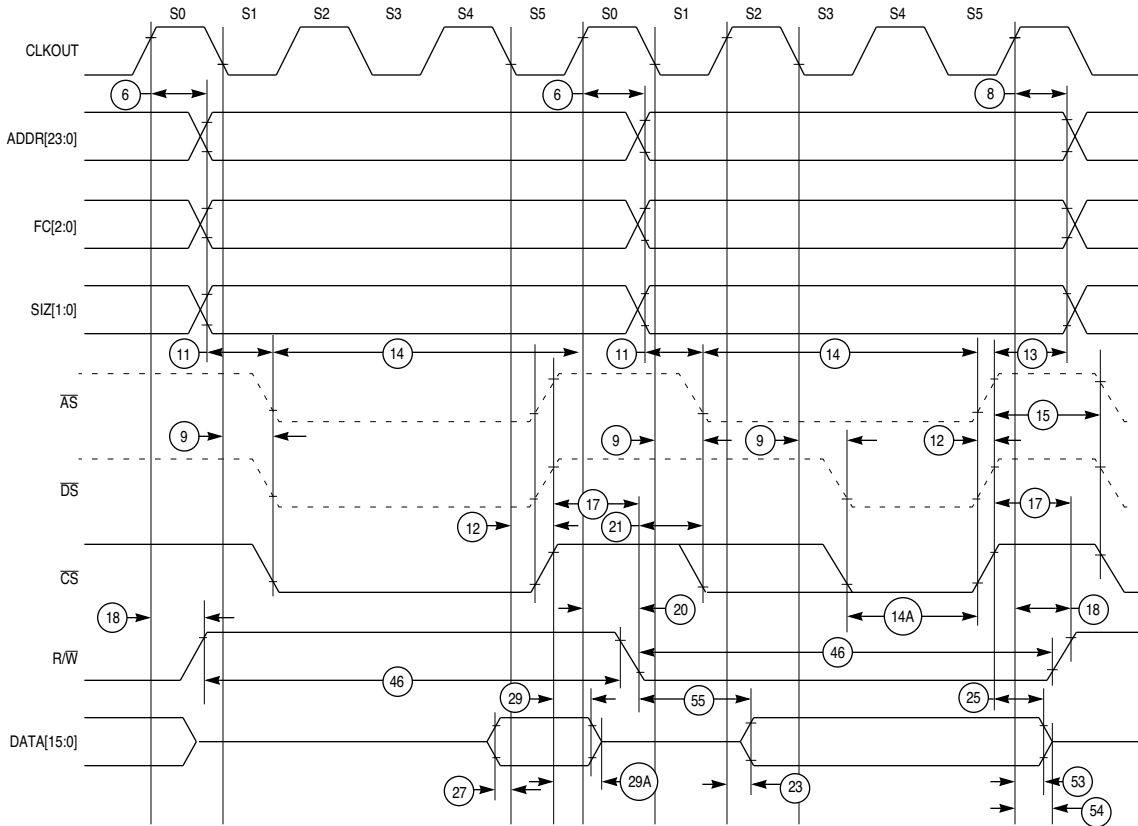 S0 S1 S2 S3 S4 S5 S0 S1 S2 S3 S4 S5
CLKOUT
6 6 8
ADDR[23:0]
FC[2:0]
SIZ[1:0]
11 14 11 14 13
AS
15
9 9 9 12
DS
17 17
12 21
CS
18 20 14A 18
R/W
46
46
29 55 25
DATA[15:0]
27 29A 23 53
54